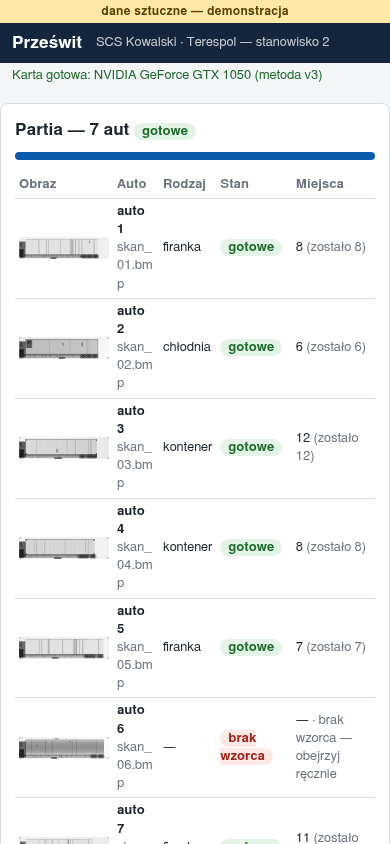 dane sztuczne — demonstracja
Prześwit SCS Kowalski · Terespol — stanowisko 2
Karta gotowa: NVIDIA GeForce GTX 1050 (metoda v3)
Partia — 7 aut gotowe
Obraz Auto Rodzaj Stan Miejsca
auto
1
skan_
01.bm
p
firanka gotowe 8 (zostało 8)
auto
2
skan_
02.bm
p
chłodnia gotowe 6 (zostało 6)
auto
3
skan_
03.bm
p
kontener gotowe 12 (zostało
12)
auto
4
skan_
04.bm
p
kontener gotowe 8 (zostało 8)
auto
5
skan_
05.bm
p
firanka gotowe 7 (zostało 7)
auto
6
skan_
06.bm
p
— brak
wzorca
— · brak
wzorca —
obejrzyj
ręcznie
auto
7
11 (zostało